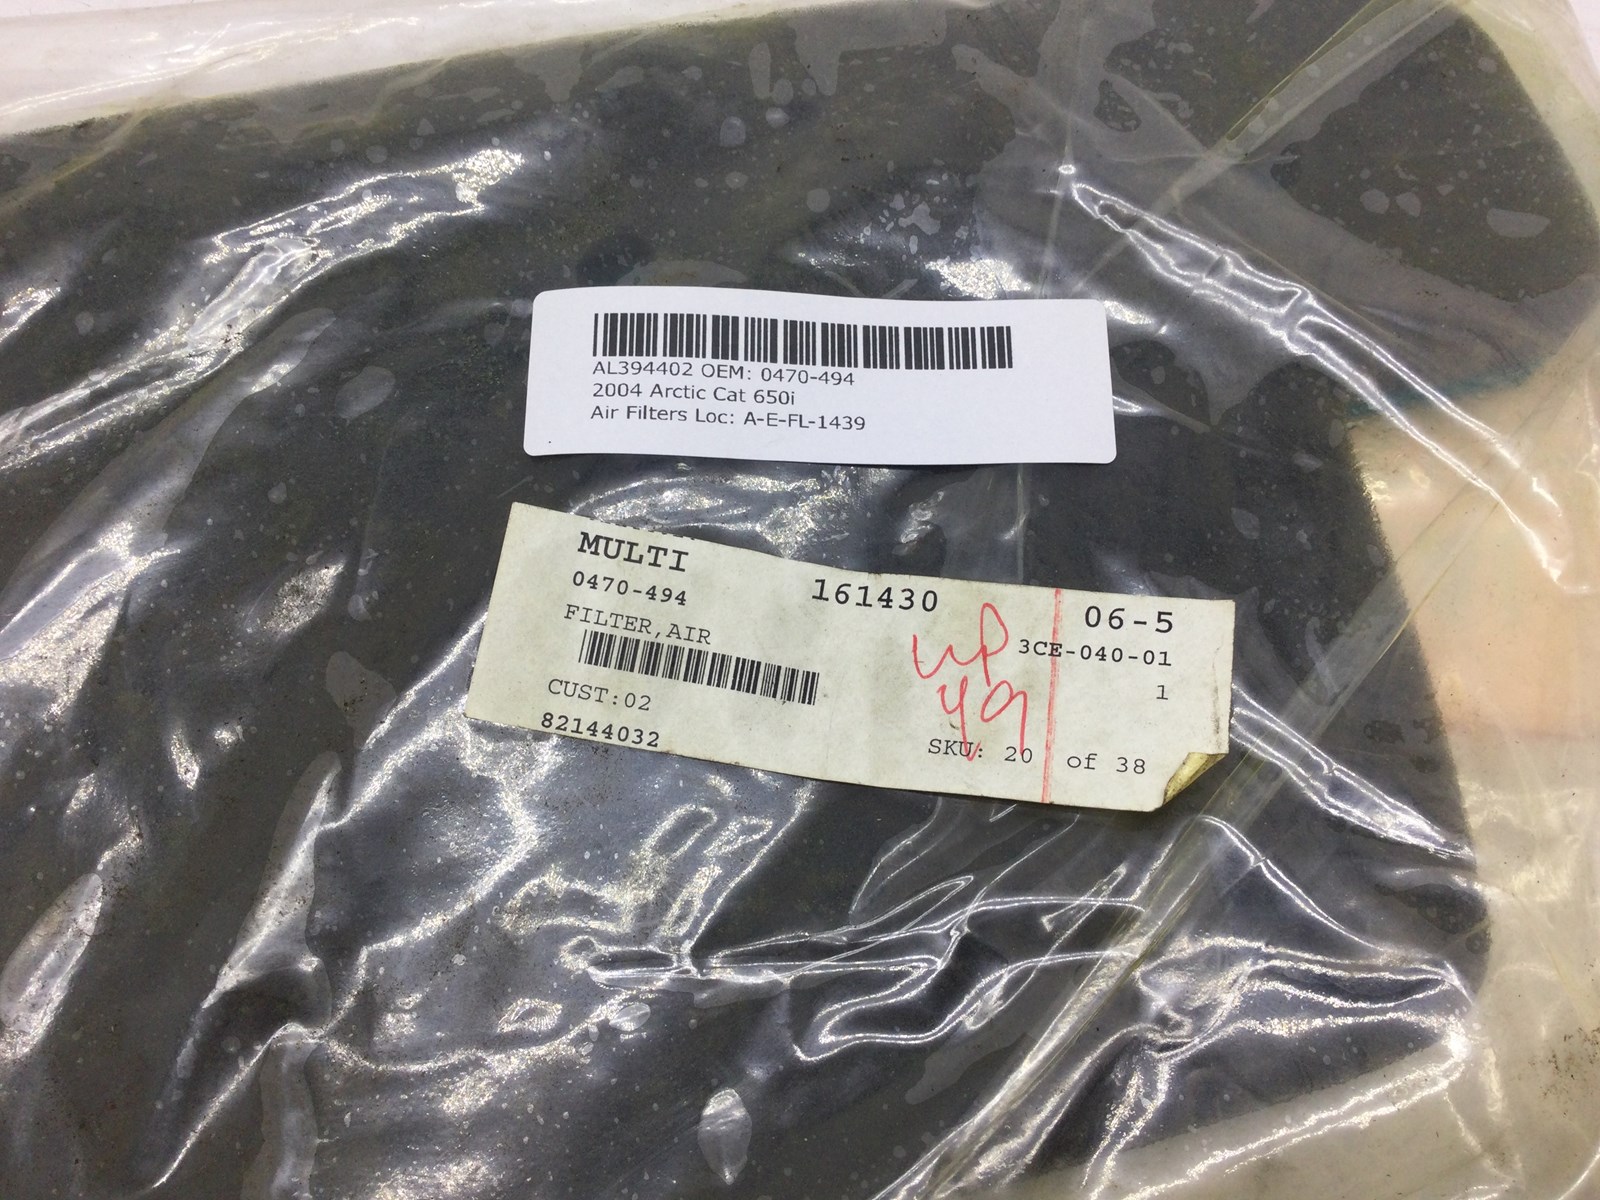 AL394402 OEM: 0470-494
2004 Arctic Cat 650i
Air Filters Loc: A-E-FL-1439
MULTI 161430 06-5
0470-494 3CE-040-01
FILTER,AIR 1
up
49
CUST:02
82144032 SKU: 20 of 38